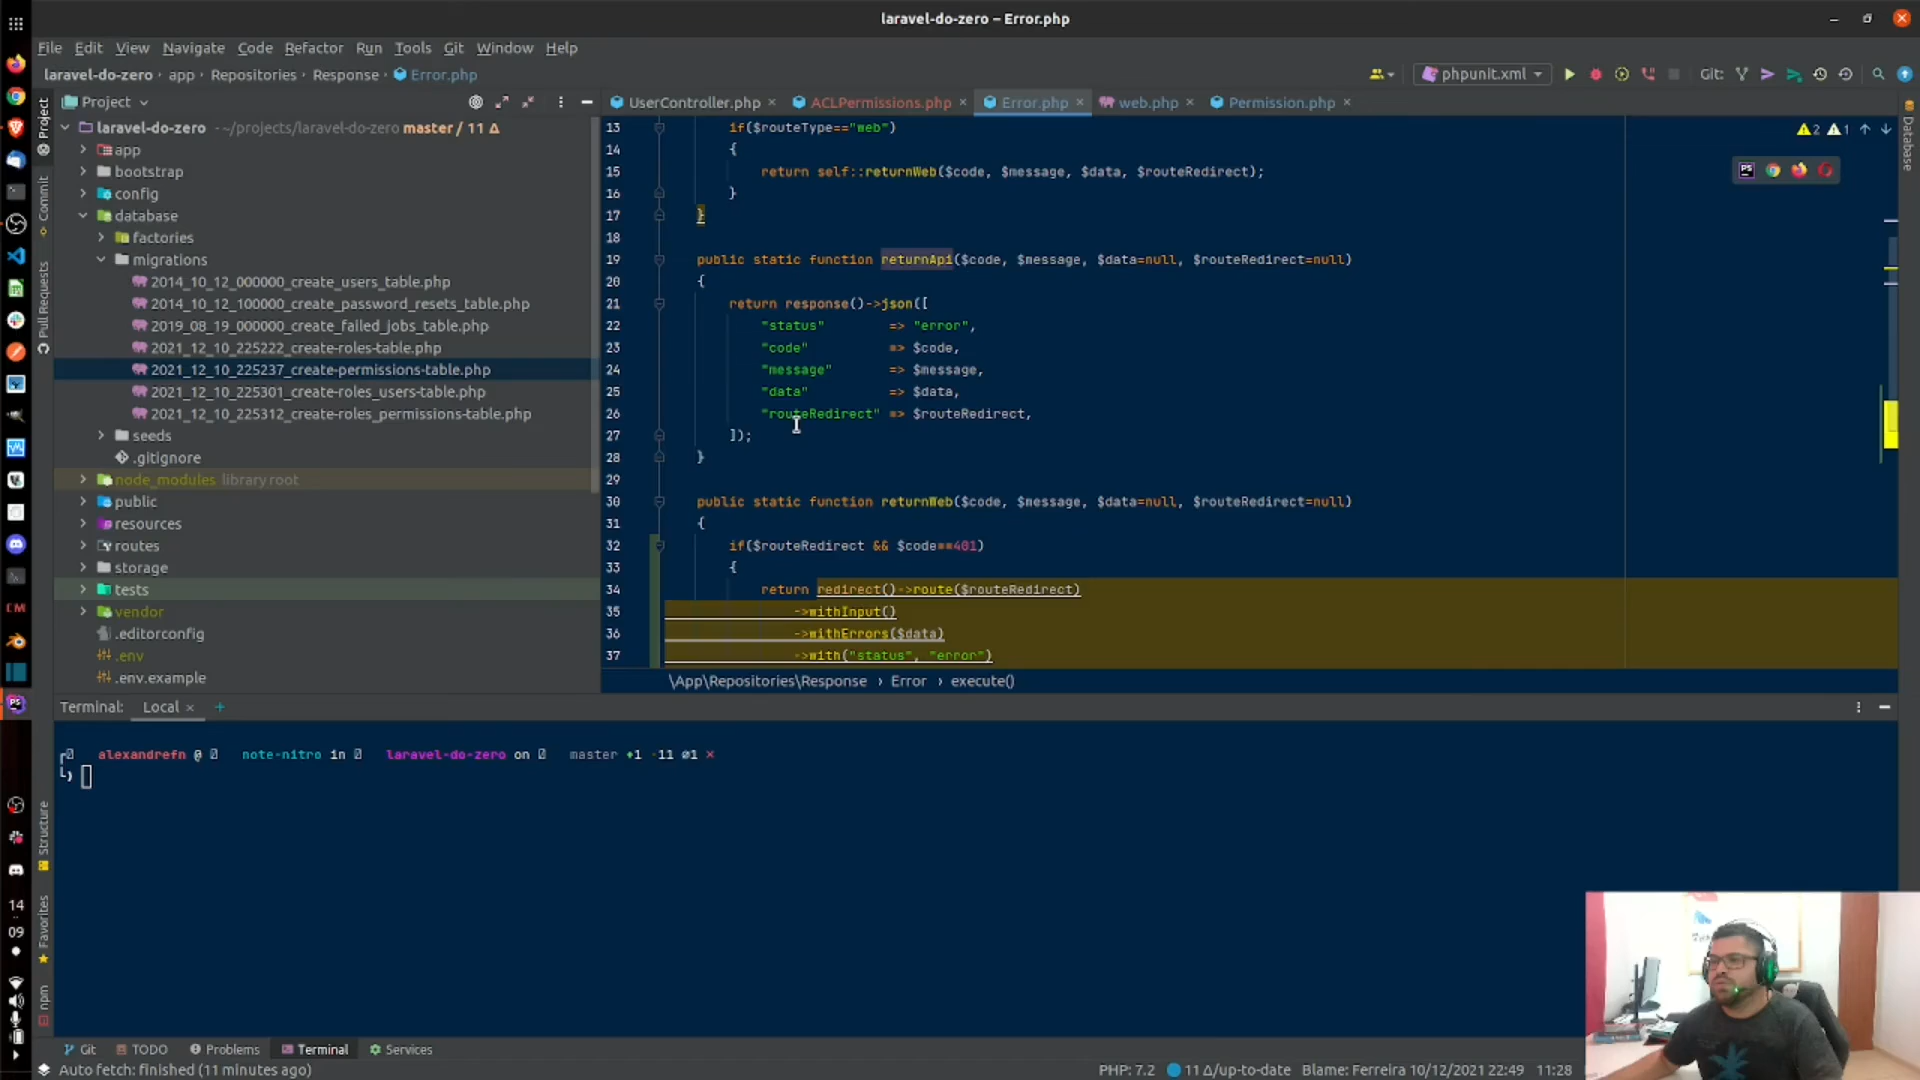 laravel-do-zero – Error.php
File Edit View Navigate Code Refactor Run Tools Git Window Help
laravel-do-zero › app › Repositories › Response › Error.php
phpunit.xml
Git:
Project
Commit
Pull Requests
Project
laravel-do-zero ~/projects/laravel-do-zero master / 11 Δ
app
bootstrap
config
database
factories
migrations
2014_10_12_000000_create_users_table.php
2014_10_12_100000_create_password_resets_table.php
2019_08_19_000000_create_failed_jobs_table.php
2021_12_10_225222_create-roles-table.php
2021_12_10_225237_create-permissions-table.php
2021_12_10_225301_create-roles_users-table.php
2021_12_10_225312_create-roles_permissions-table.php
seeds
.gitignore
node_modules library root
public
resources
routes
storage
tests
vendor
.editorconfig
.env
.env.example
UserController.php ACLPermissions.php Error.php web.php Permission.php
2 1
Database
13 if($routeType=="web")
14 {
15 return self::returnWeb($code, $message, $data, $routeRedirect);
16 }
17 }
18
19 public static function returnApi($code, $message, $data=null, $routeRedirect=null)
20 {
21 return response()->json([
22 "status" => "error",
23 "code" => $code,
24 "message" => $message,
25 "data" => $data,
26 "routeRedirect" => $routeRedirect,
27 ]);
28 }
29
30 public static function returnWeb($code, $message, $data=null, $routeRedirect=null)
31 {
32 if($routeRedirect && $code==401)
33 {
34 return redirect()->route($routeRedirect)
35 ->withInput()
36 ->withErrors($data)
37 ->with("status", "error")
\App\Repositories\Response › Error › execute()
Terminal: Local × +
alexandrefn @ note-nitro in laravel-do-zero on master
Structure
Favorites
npm
14
09
Git TODO Problems Terminal Services
Auto fetch: finished (11 minutes ago)
PHP: 7.2 11 Δ/up-to-date Blame: Ferreira 10/12/2021 22:49 11:28